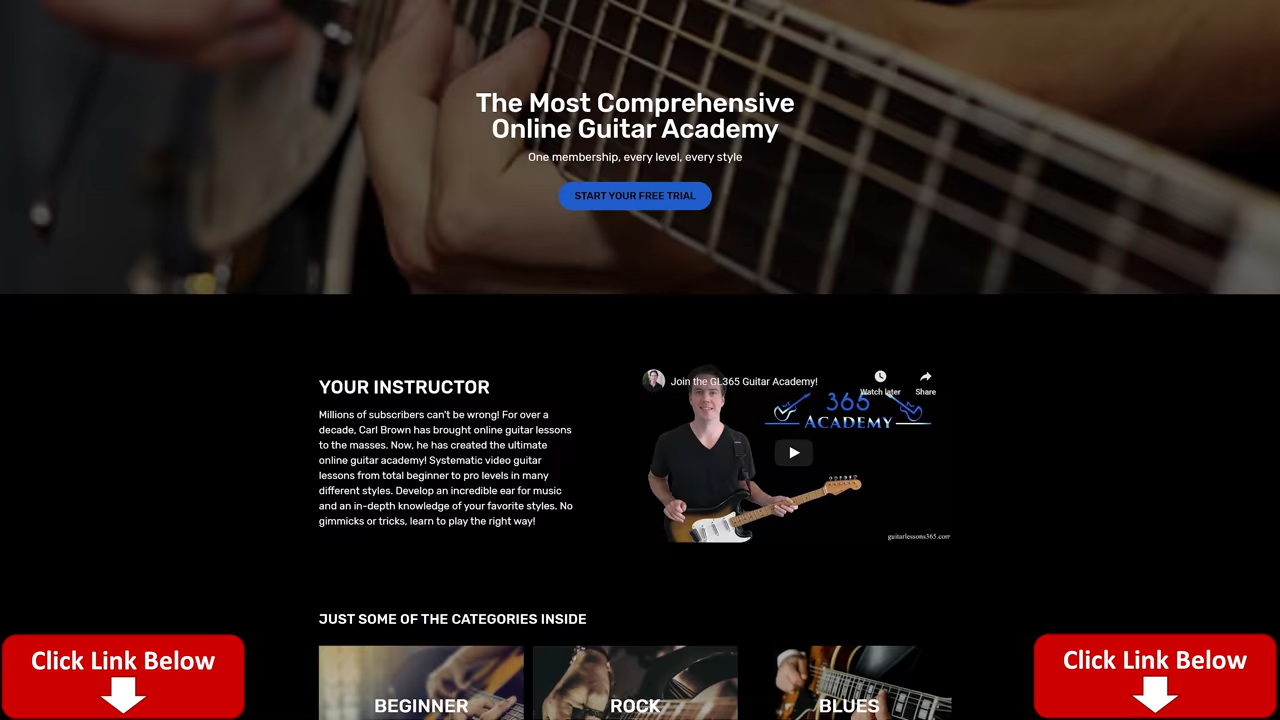 The Most Comprehensive
Online Guitar Academy
One membership, every level, every style
START YOUR FREE TRIAL
YOUR INSTRUCTOR
Millions of subscribers can't be wrong! For over a
decade, Carl Brown has brought online guitar lessons
to the masses. Now, he has created the ultimate
online guitar academy! Systematic video guitar
lessons from total beginner to pro levels in many
different styles. Develop an incredible ear for music
and an in-depth knowledge of your favorite styles. No
gimmicks or tricks, learn to play the right way!
Join the GL365 Guitar Academy!
Watch later
Share
365
ACADEMY
guitarlessons365.com
JUST SOME OF THE CATEGORIES INSIDE
BEGINNER
ROCK
BLUES
Click Link Below
Click Link Below